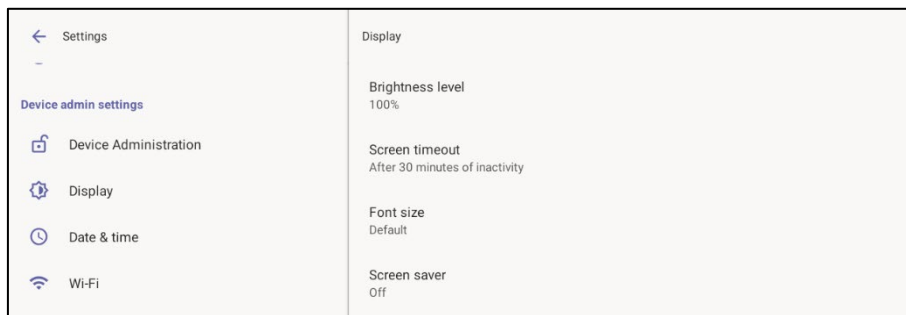 Settings
Device admin settings
Device Administration
Display
Date & time
Wi-Fi
Display
Brightness level
100%
Screen timeout
After 30 minutes of inactivity
Font size
Default
Screen saver
Off